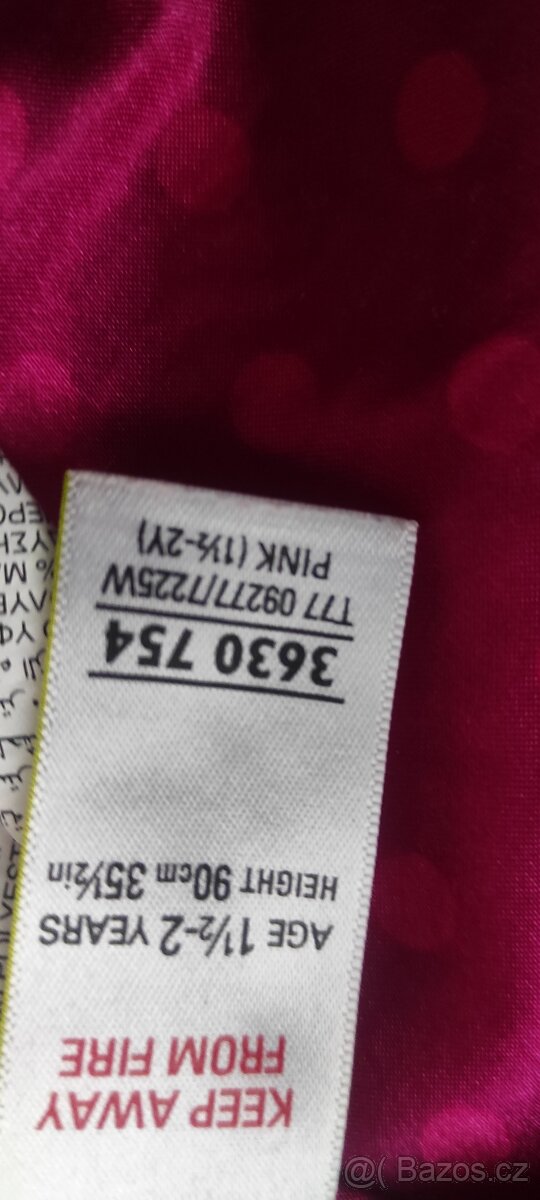 KEEP AWAY
FROM FIRE
AGE 1½-2 YEARS
HEIGHT 90cm 35½in
3630 754
T77 09277/7225W
PINK (1½-2Y)
@( Bazos.cz